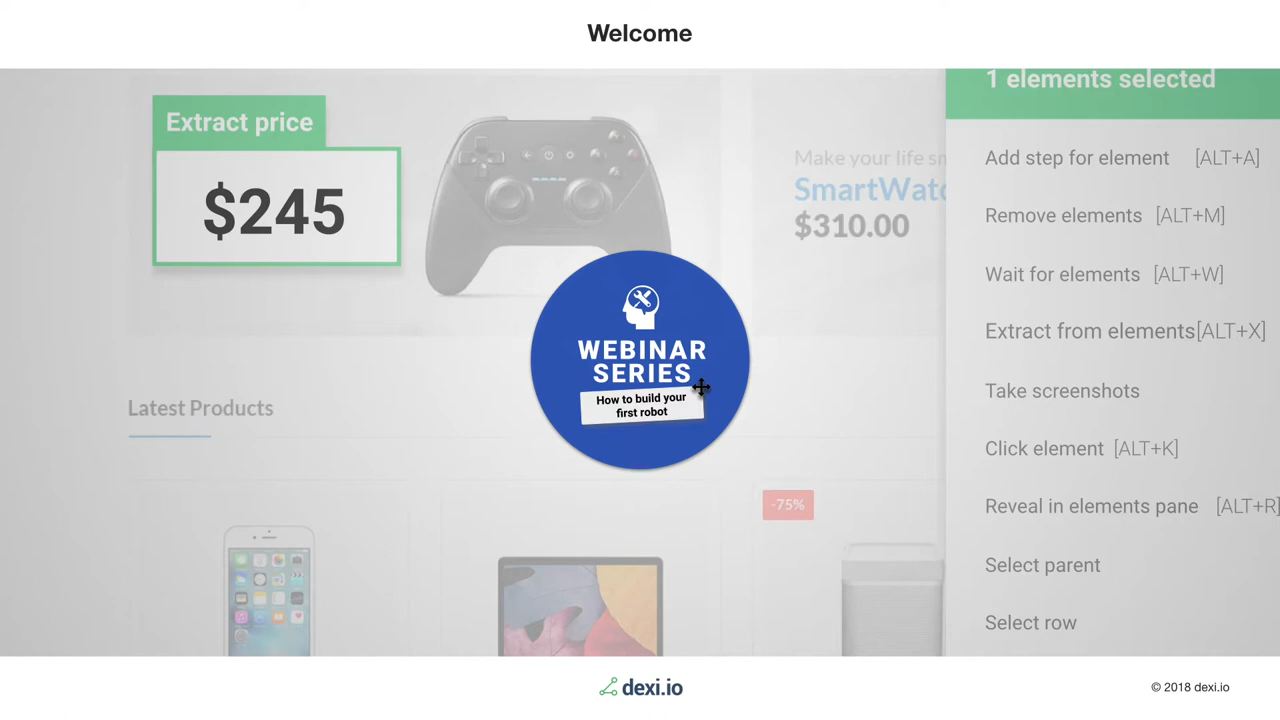 Welcome
1 elements selected
Extract price
$245
Make your life sm
SmartWatc
$310.00
Add step for element [ALT+A]
Remove elements [ALT+M]
Wait for elements [ALT+W]
Extract from elements[ALT+X]
Take screenshots
Click element [ALT+K]
Reveal in elements pane [ALT+R]
Select parent
Select row
WEBINAR
SERIES
How to build your
first robot
Latest Products
-75%
dexi.io
© 2018 dexi.io